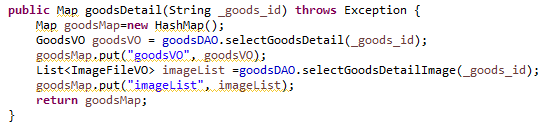 public Map goodsDetail(String _goods_id) throws Exception {
Map goodsMap=new HashMap();
GoodsVO goodsVO = goodsDAO.selectGoodsDetail(_goods_id);
goodsMap.put("goodsVO", goodsVO);
List<ImageFileVO> imageList =goodsDAO.selectGoodsDetailImage(_goods_id);
goodsMap.put("imageList", imageList);
return goodsMap;
}